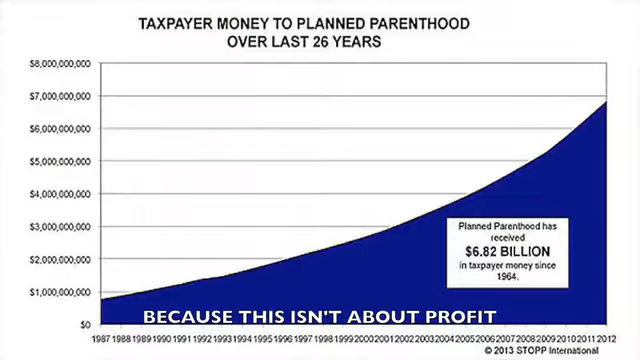 TAXPAYER MONEY TO PLANNED PARENTHOOD
OVER LAST 26 YEARS
$8,000,000,000
$7,000,000,000
$6,000,000,000
$5,000,000,000
$4,000,000,000
$3,000,000,000
$2,000,000,000
$1,000,000,000
$0
Planned Parenthood has
received
$6.82 BILLION
in taxpayer money since
1964.
BECAUSE THIS ISN'T ABOUT PROFIT
1987 1988 1989 1990 1991 1992 1993 1994 1995 1996 1997 1998 1999 2000 2001 2002 2003 2004 2005 2006 2007 2008 2009 2010 2011 2012
© 2013 STOPP International